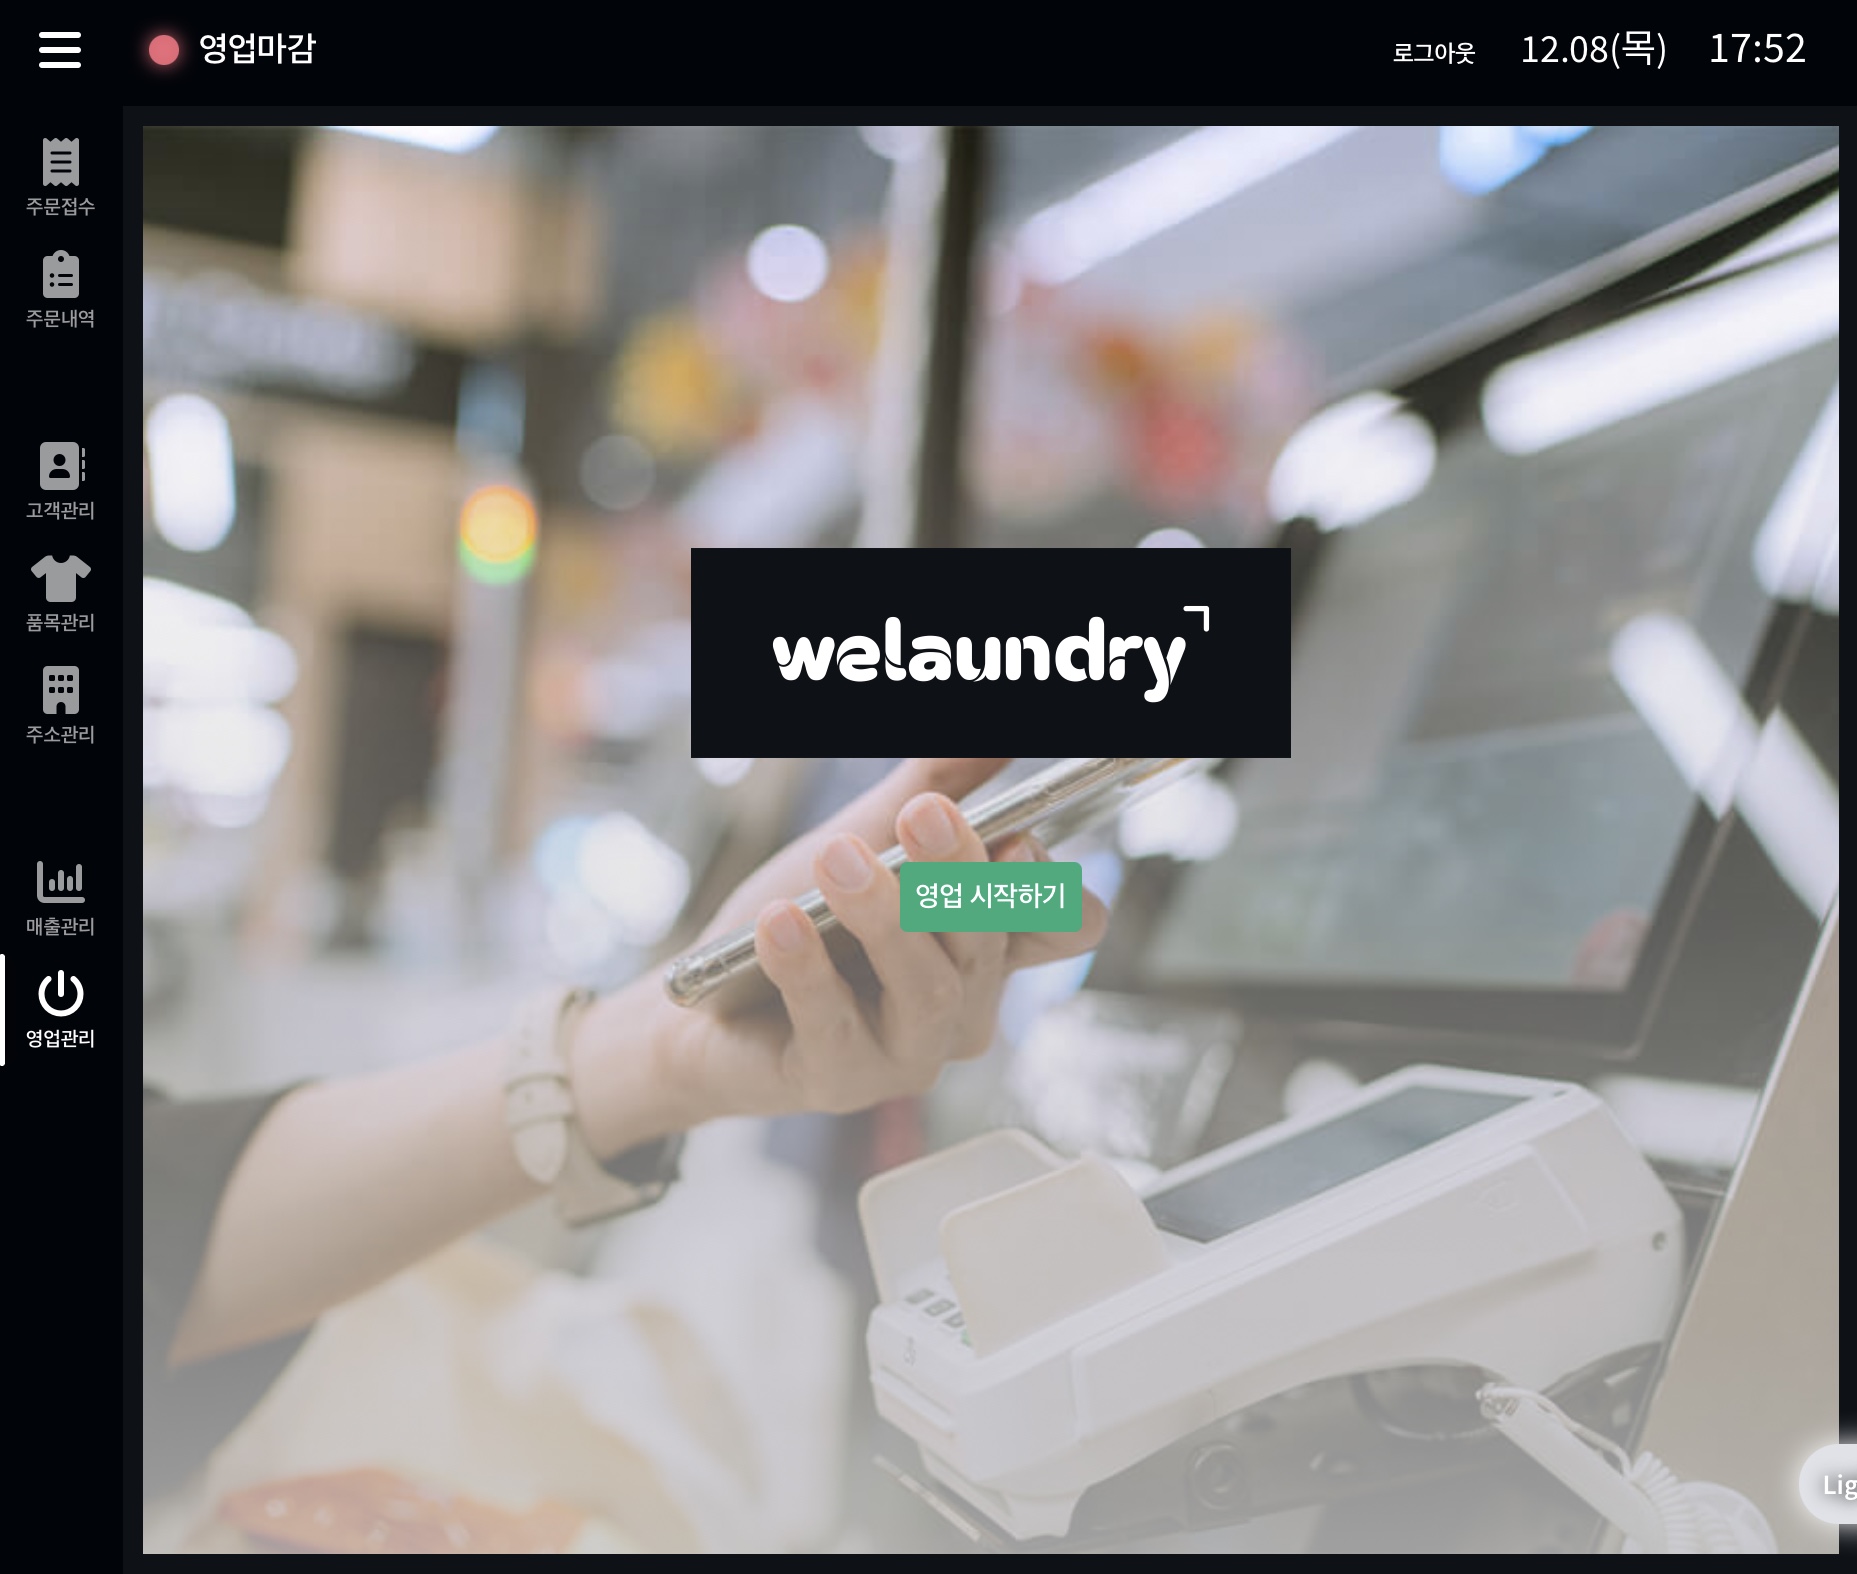 영업마감
로그아웃 12.08(목) 17:52
주문접수
주문내역
고객관리
품목관리
주소관리
매출관리
영업관리
welaundry
영업 시작하기
Lig